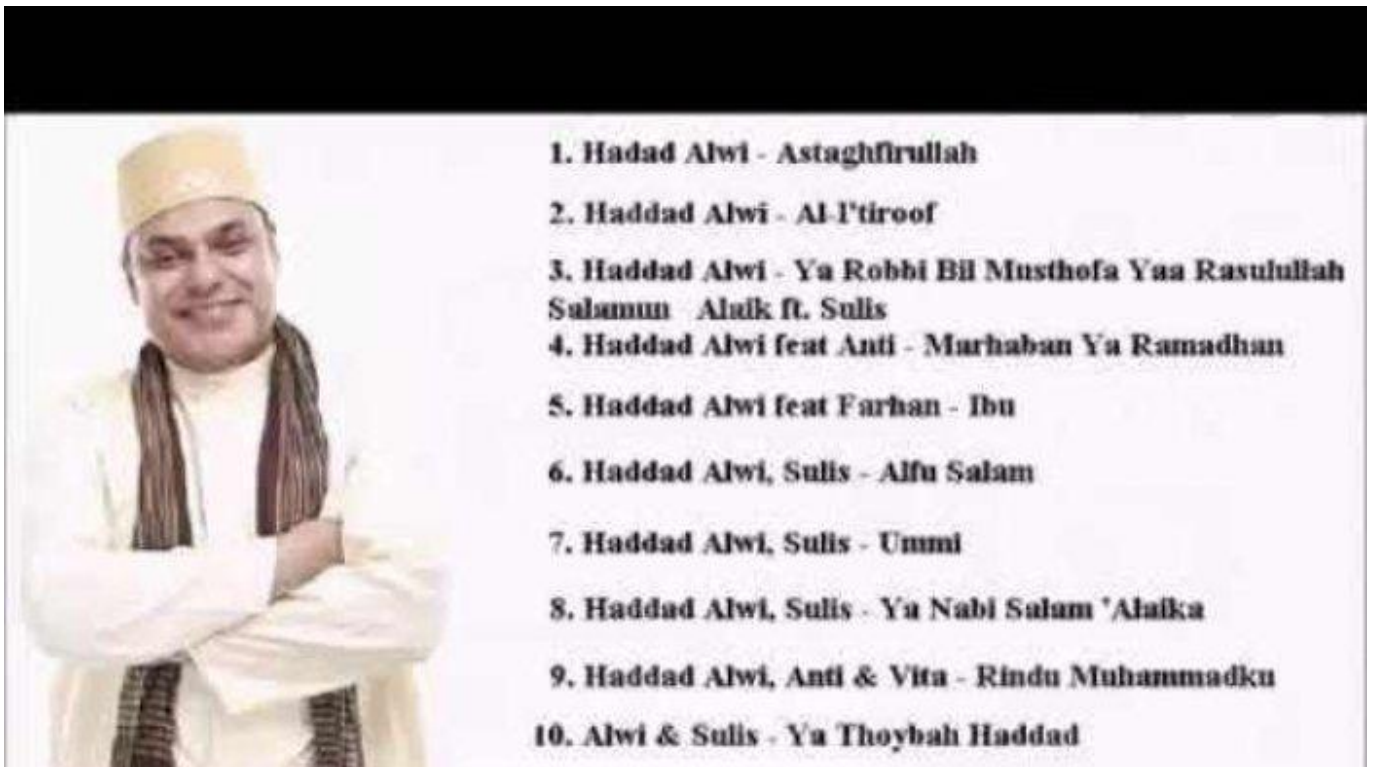 1. Hadad Alwi - Astaghfirullah
2. Haddad Alwi - Al-I'tiroof
3. Haddad Alwi - Ya Robbi Bil Musthofa Yaa Rasulullah
Salamun Alaik ft. Sulis
4. Haddad Alwi feat Anti - Marhaban Ya Ramadhan
5. Haddad Alwi feat Farhan - Ibu
6. Haddad Alwi, Sulis - Alfu Salam
7. Haddad Alwi, Sulis - Ummi
8. Haddad Alwi, Sulis - Ya Nabi Salam 'Alaika
9. Haddad Alwi, Anti & Vita - Rindu Muhammadku
10. Alwi & Sulis - Ya Thoybah Haddad